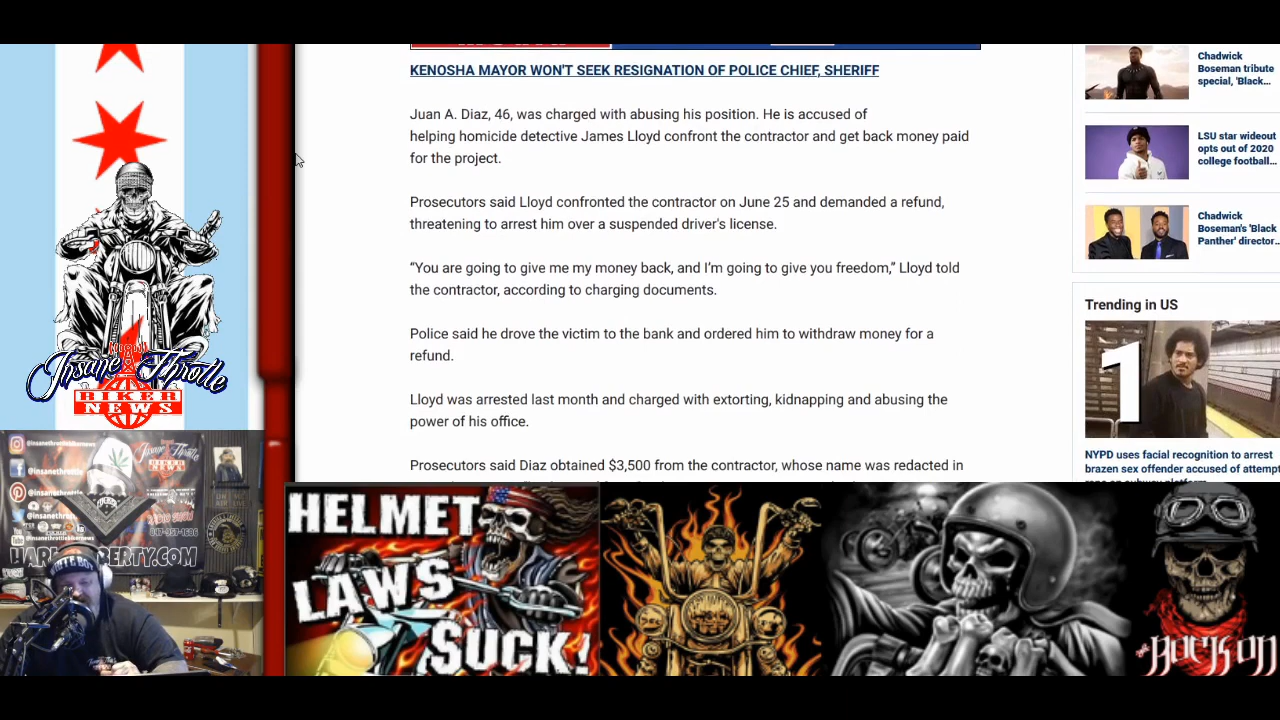 KENOSHA MAYOR WON'T SEEK RESIGNATION OF POLICE CHIEF, SHERIFF
Juan A. Diaz, 46, was charged with abusing his position. He is accused of
helping homicide detective James Lloyd confront the contractor and get back money paid
for the project.
Prosecutors said Lloyd confronted the contractor on June 25 and demanded a refund,
threatening to arrest him over a suspended driver's license.
“You are going to give me my money back, and I’m going to give you freedom,” Lloyd told
the contractor, according to charging documents.
Police said he drove the victim to the bank and ordered him to withdraw money for a
refund.
Lloyd was arrested last month and charged with extorting, kidnapping and abusing the
power of his office.
Prosecutors said Diaz obtained $3,500 from the contractor, whose name was redacted in
Chadwick
Boseman tribute
special, 'Black...
LSU star wideout
opts out of 2020
college football...
Chadwick
Boseman's 'Black
Panther' director...
Trending in US
1
NYPD uses facial recognition to arrest
brazen sex offender accused of attempt
Insane Throttle
BIKER
NEWS
@insanethrottlebikernews
@insanethrottle
HELMET
LAWS
SUCK!
ROCK ON